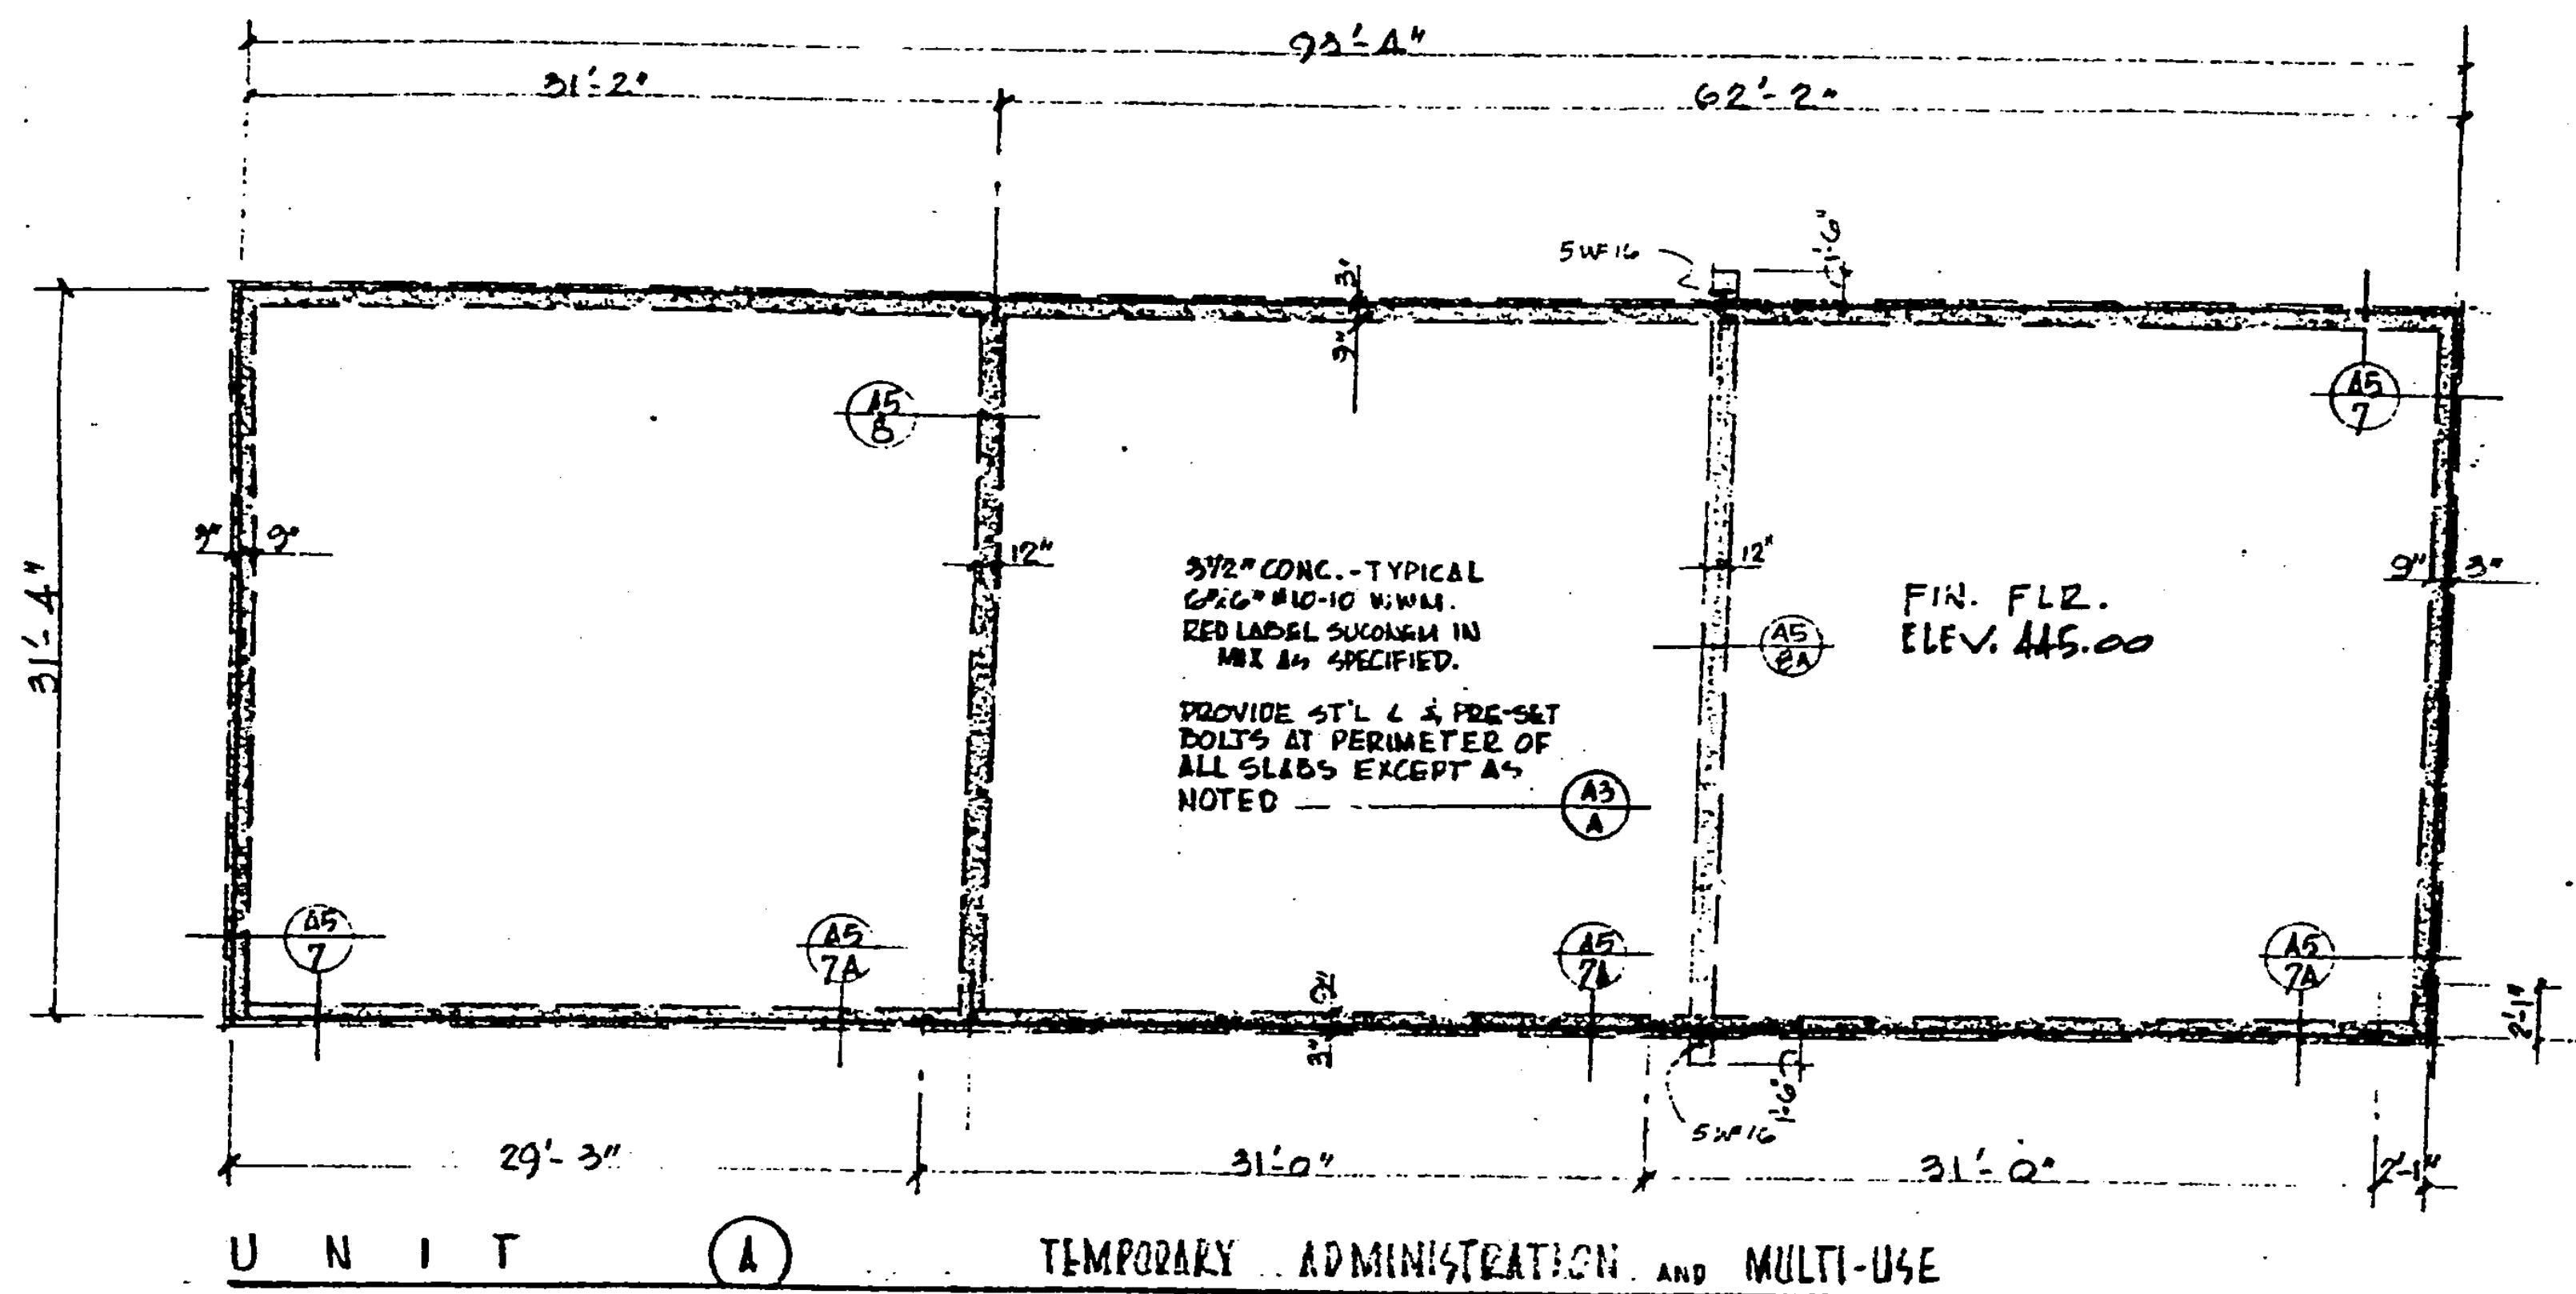 93'-4"
31'-2"
62'-2"
5WF16
1'-6"
3"
9"
A5
8
A5
7
31'-4"
3"
9"
12"
12"
9"
3"
3 1/2" CONC.-TYPICAL
6"x6" #10-10 W.W.M.
RED LABEL SUCONEM IN
MIX AS SPECIFIED.
A5
8A
FIN. FLR.
ELEV. 445.00
PROVIDE ST'L L & PRE-SET
BOLTS AT PERIMETER OF
ALL SLABS EXCEPT AS
NOTED
A3
A
A5
7
A5
7A
A5
7A
A5
7A
9"
3"
2'-1"
5WF16
1'-6"
29'-3"
31'-0"
31'-0"
2'-1"
UNIT A TEMPORARY ADMINISTRATION AND MULTI-USE